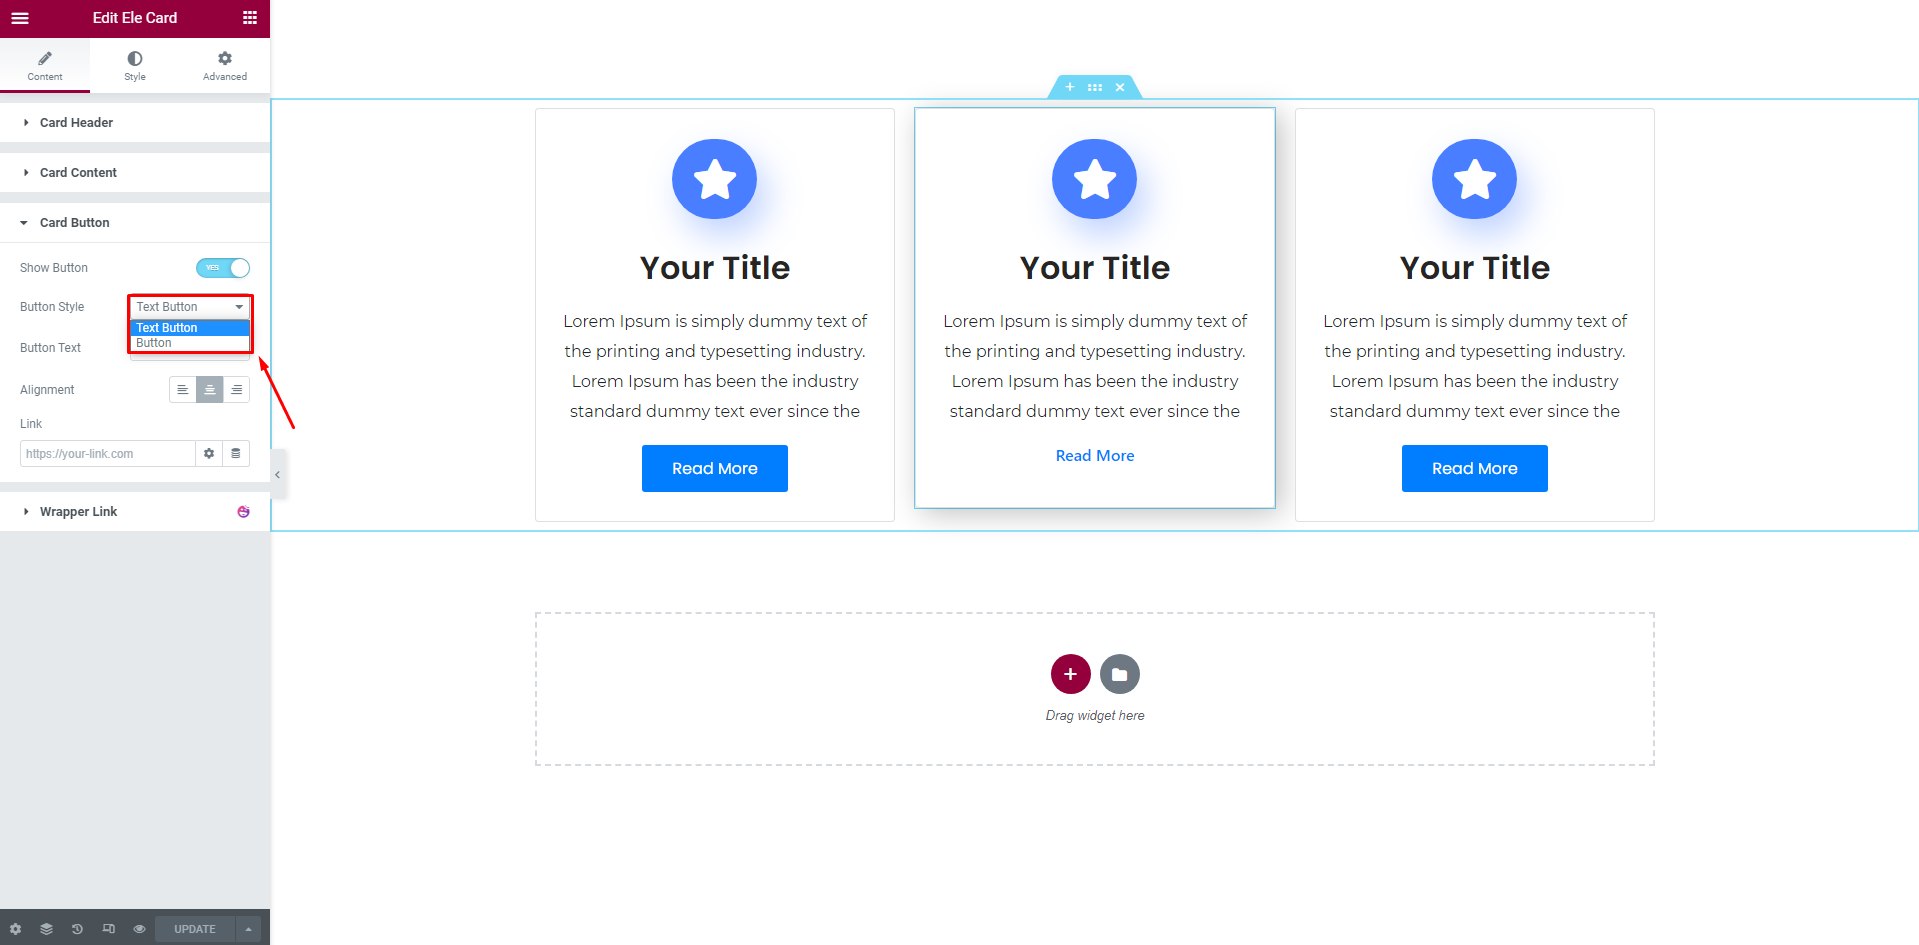 Edit Ele Card
Content
Style
Advanced
Card Header
Card Content
Card Button
Show Button
YES
Button Style
Text Button
Text Button
Button
Button Text
Alignment
Link
https://your-link.com
Wrapper Link
UPDATE
Your Title
Lorem Ipsum is simply dummy text of
the printing and typesetting industry.
Lorem Ipsum has been the industry
standard dummy text ever since the
Read More
Your Title
Lorem Ipsum is simply dummy text of
the printing and typesetting industry.
Lorem Ipsum has been the industry
standard dummy text ever since the
Read More
Your Title
Lorem Ipsum is simply dummy text of
the printing and typesetting industry.
Lorem Ipsum has been the industry
standard dummy text ever since the
Read More
Drag widget here